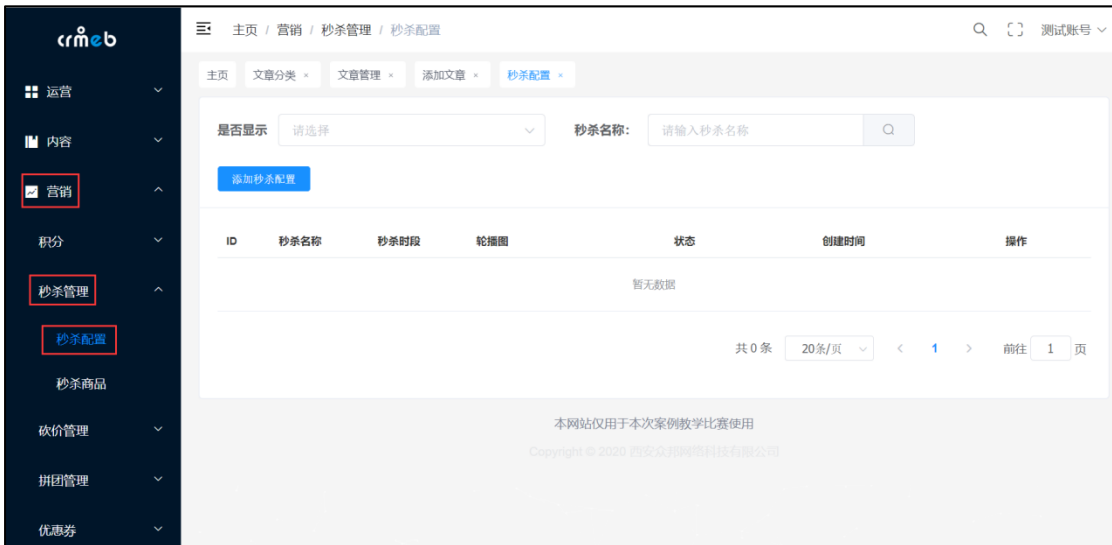 crmeb
运营
内容
营销
积分
秒杀管理
秒杀配置
秒杀商品
砍价管理
拼团管理
优惠券
主页 / 营销 / 秒杀管理 / 秒杀配置
测试账号
主页 文章分类 × 文章管理 × 添加文章 × 秒杀配置 ×
是否显示 请选择 秒杀名称: 请输入秒杀名称
添加秒杀配置
ID 秒杀名称 秒杀时段 轮播图 状态 创建时间 操作
暂无数据
共 0 条 20条/页 < 1 > 前往 1 页
本网站仅用于本次案例教学比赛使用
Copyright © 2020 西安众邦网络科技有限公司